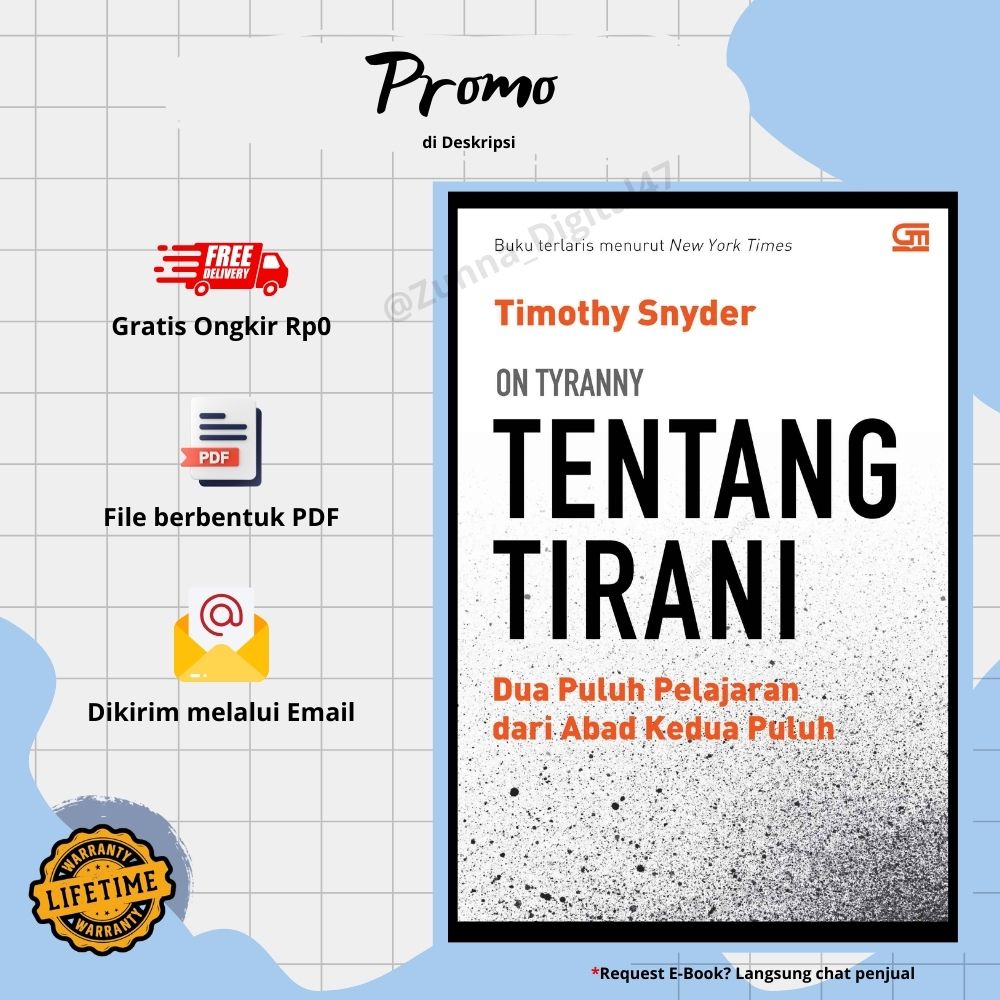 Promo
di Deskripsi
@Zunna_Digital47
FREE
DELIVERY
Gratis Ongkir Rp0
PDF
File berbentuk PDF
@
Dikirim melalui Email
WARRANTY
LIFETIME
WARRANTY
Buku terlaris menurut New York Times
GM
Timothy Snyder
ON TYRANNY
TENTANG
TIRANI
Dua Puluh Pelajaran
dari Abad Kedua Puluh
*Request E-Book? Langsung chat penjual